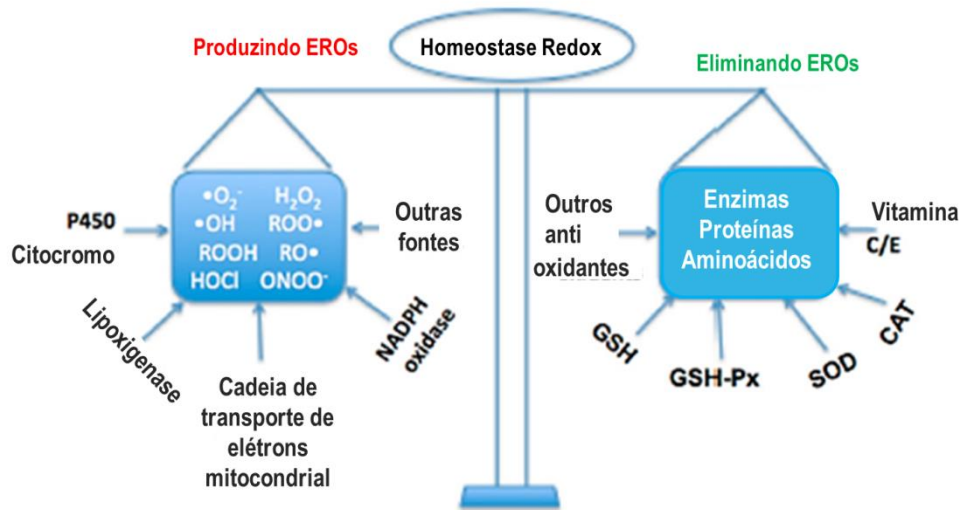 Homeostase Redox
Produzindo EROs
Eliminando EROs
•O₂⁻ H₂O₂
•OH ROO•
ROOH RO•
HOCl ONOO⁻
P450
Citocromo
Lipoxigenase
Cadeia de
transporte de
elétrons
mitocondrial
NADPH
oxidase
Outras
fontes
Outros
anti
oxidantes
Enzimas
Proteínas
Aminoácidos
Vitamina
C/E
GSH
GSH-Px
SOD
CAT